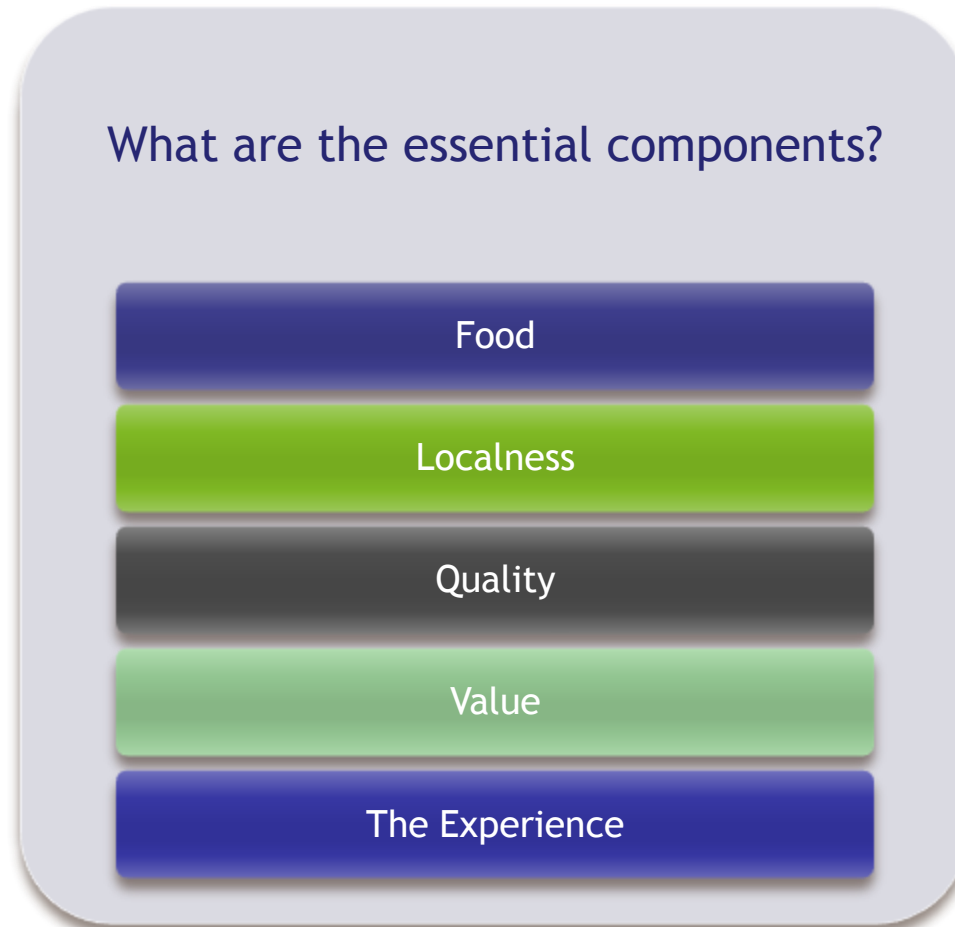 What are the essential components?
Food
Localness
Quality
Value
The Experience